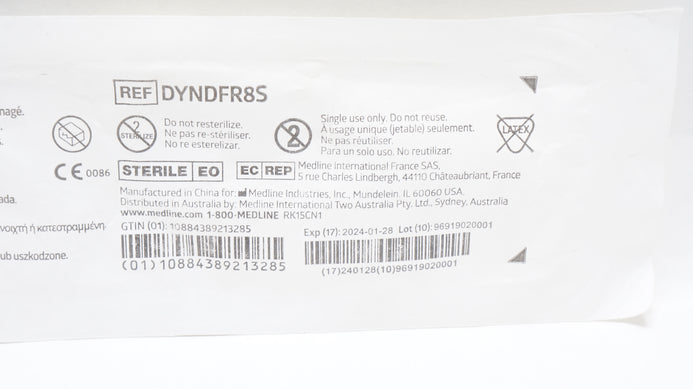 REF DYNDFR8S
nagé.
STERILIZE
Do not resterilize.
Ne pas re-stériliser.
No re esterelizar.
2
Single use only. Do not reuse.
À usage unique (jetable) seulement.
Ne pas réutiliser.
Para un solo uso. No reutilizar.
LATEX
CE 0086
STERILE EO
EC REP
Medline International France SAS,
5 rue Charles Lindbergh, 44110 Châteaubriant, France
Manufactured in China for: Medline Industries, Inc., Mundelein, IL 60060 USA.
Distributed in Australia by: Medline International Two Australia Pty. Ltd., Sydney, Australia
www.medline.com 1-800-MEDLINE RK15CN1
ada.
νοιχτή ή κατεστραμμένη.
ub uszkodzone.
GTIN (01): 10884389213285
(01)10884389213285
Exp (17): 2024-01-28 Lot (10): 96919020001
(17)240128(10)96919020001